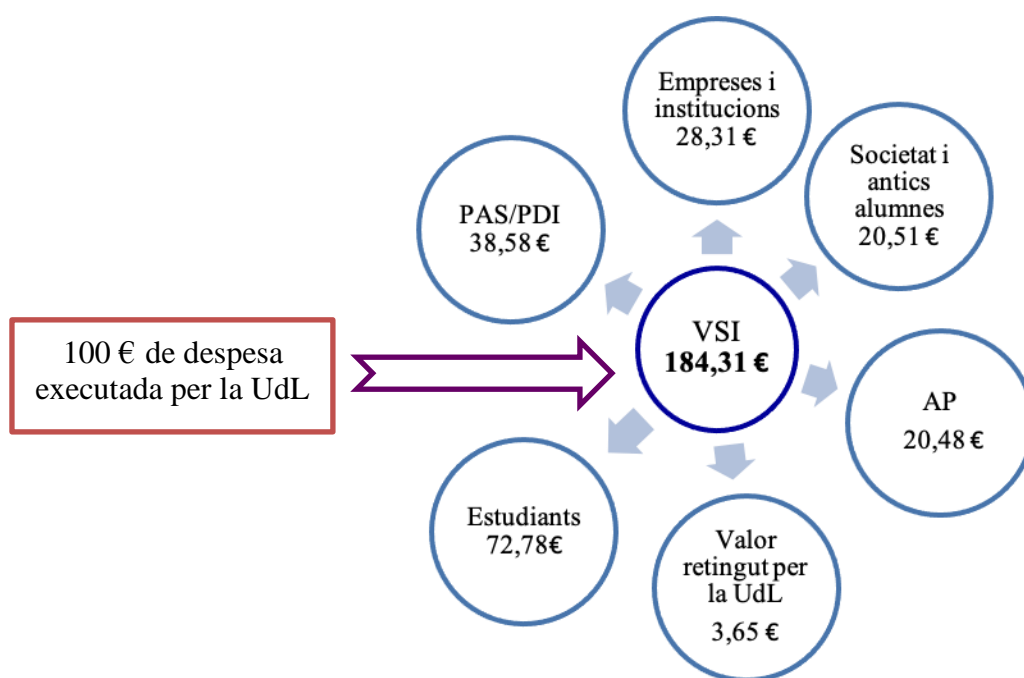 Empreses i
institucions
28,31 €
Societat i
antics
alumnes
20,51 €
PAS/PDI
38,58 €
100 € de despesa
executada per la UdL
VSI
184,31 €
AP
20,48 €
Estudiants
72,78€
Valor
retingut per
la UdL
3,65 €